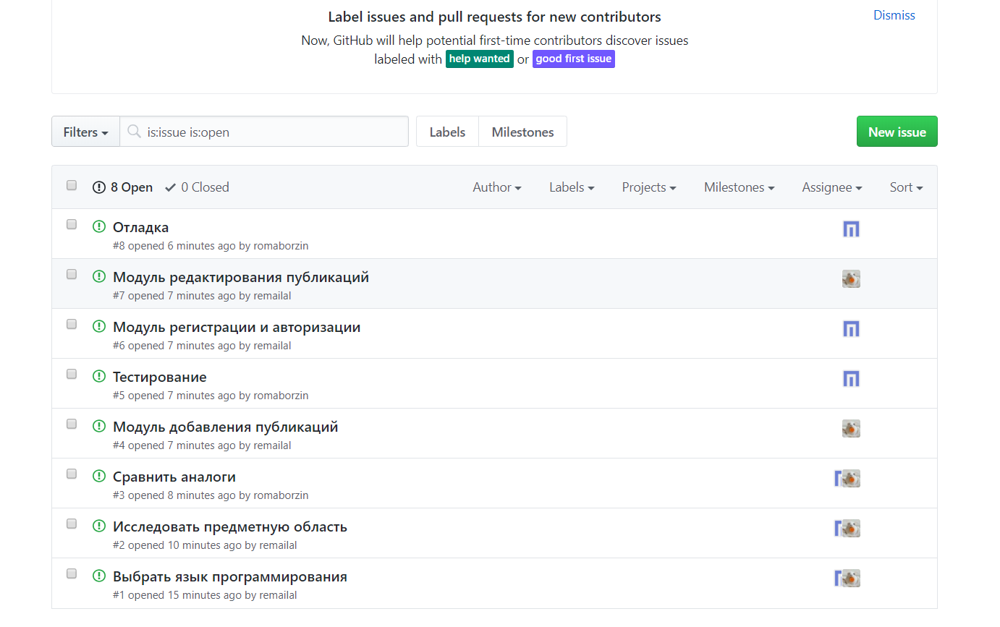 Label issues and pull requests for new contributors
Dismiss
Now, GitHub will help potential first-time contributors discover issues
labeled with help wanted or good first issue
Filters is:issue is:open Labels Milestones New issue
8 Open 0 Closed Author Labels Projects Milestones Assignee Sort
Отладка
#8 opened 6 minutes ago by romaborzin
Модуль редактирования публикаций
#7 opened 7 minutes ago by remailal
Модуль регистрации и авторизации
#6 opened 7 minutes ago by remailal
Тестирование
#5 opened 7 minutes ago by romaborzin
Модуль добавления публикаций
#4 opened 7 minutes ago by remailal
Сравнить аналоги
#3 opened 8 minutes ago by romaborzin
Исследовать предметную область
#2 opened 10 minutes ago by remailal
Выбрать язык программирования
#1 opened 15 minutes ago by remailal